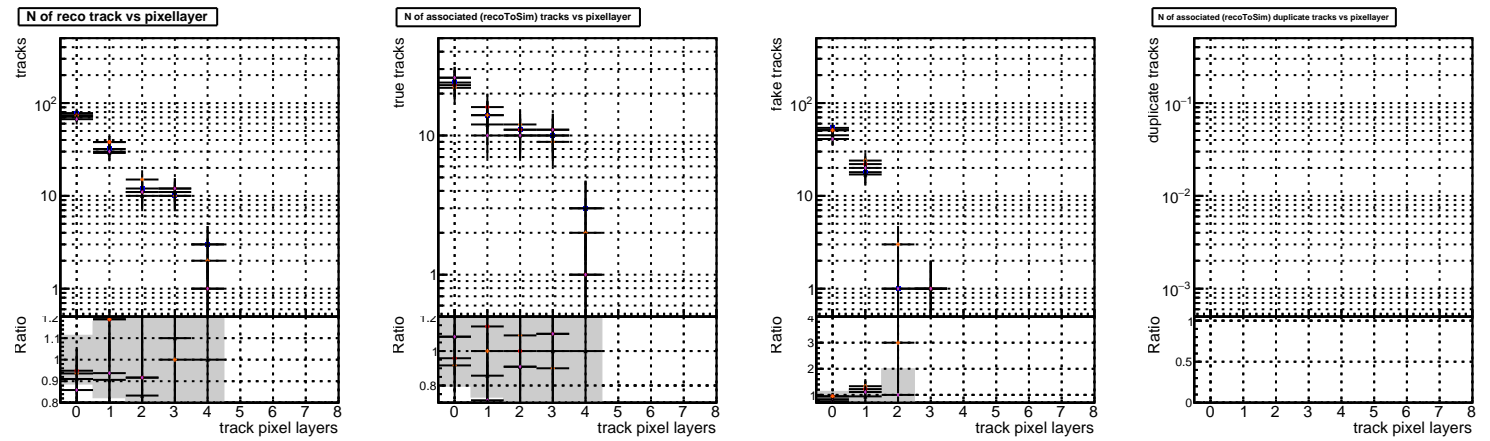 N of reco track vs pixellayer
tracks
10²
10
1
Ratio
1.2
1.1
1
0.9
0.8
0 1 2 3 4 5 6 7 8
track pixel layers
N of associated (recoToSim) tracks vs pixellayer
true tracks
10
1
Ratio
1.2
1
0.8
0 1 2 3 4 5 6 7 8
track pixel layers
fake tracks
10²
10
1
Ratio
4
3
2
1
0 1 2 3 4 5 6 7 8
track pixel layers
N of associated (recoToSim) duplicate tracks vs pixellayer
duplicate tracks
10⁻¹
10⁻²
10⁻³
Ratio
1
0.5
0
0 1 2 3 4 5 6 7 8
track pixel layers